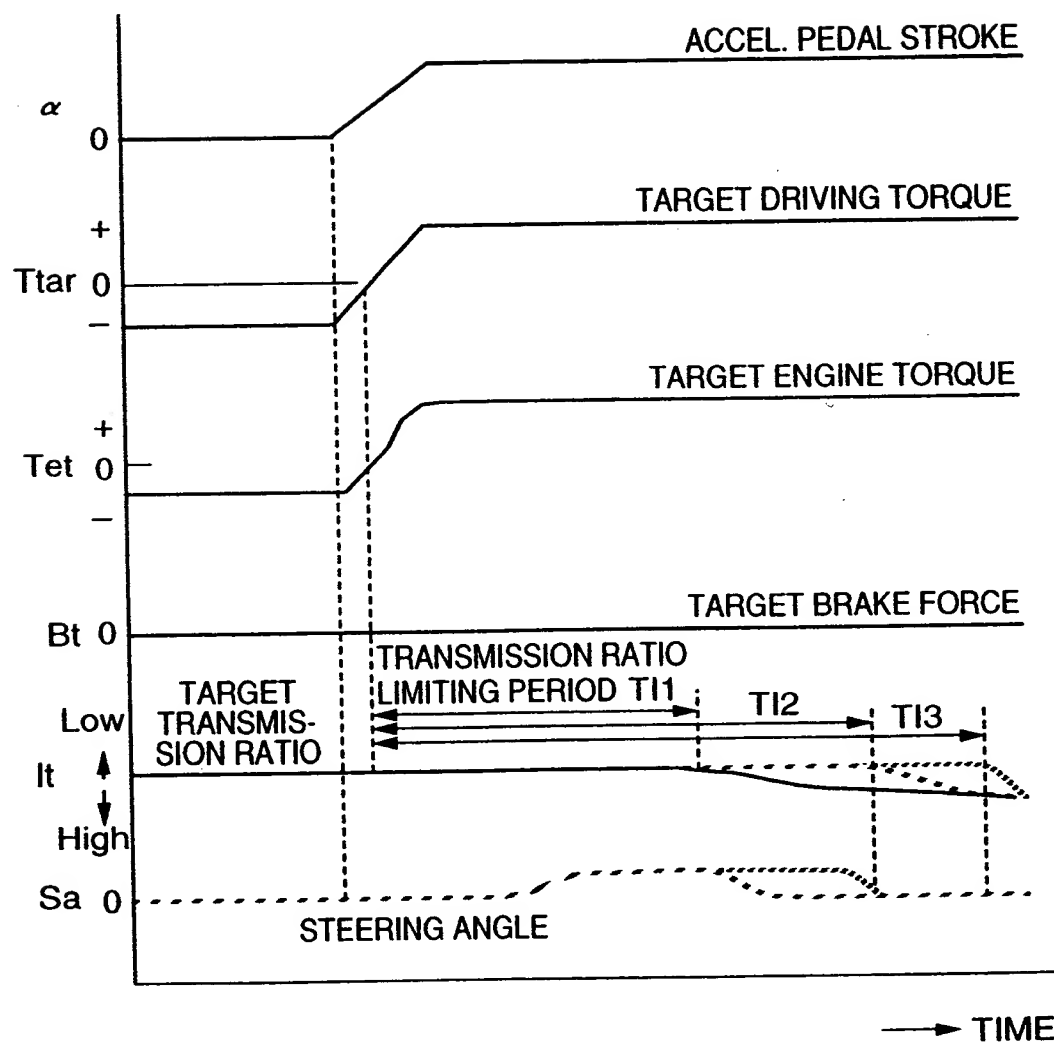 ACCEL. PEDAL STROKE
α
0
TARGET DRIVING TORQUE
+
Ttar 0
−
TARGET ENGINE TORQUE
+
Tet 0
−
TARGET BRAKE FORCE
Bt 0
TRANSMISSION RATIO
LIMITING PERIOD TI1
TI2
TI3
TARGET
TRANSMIS-
SION RATIO
Low
It
High
Sa 0
STEERING ANGLE
TIME